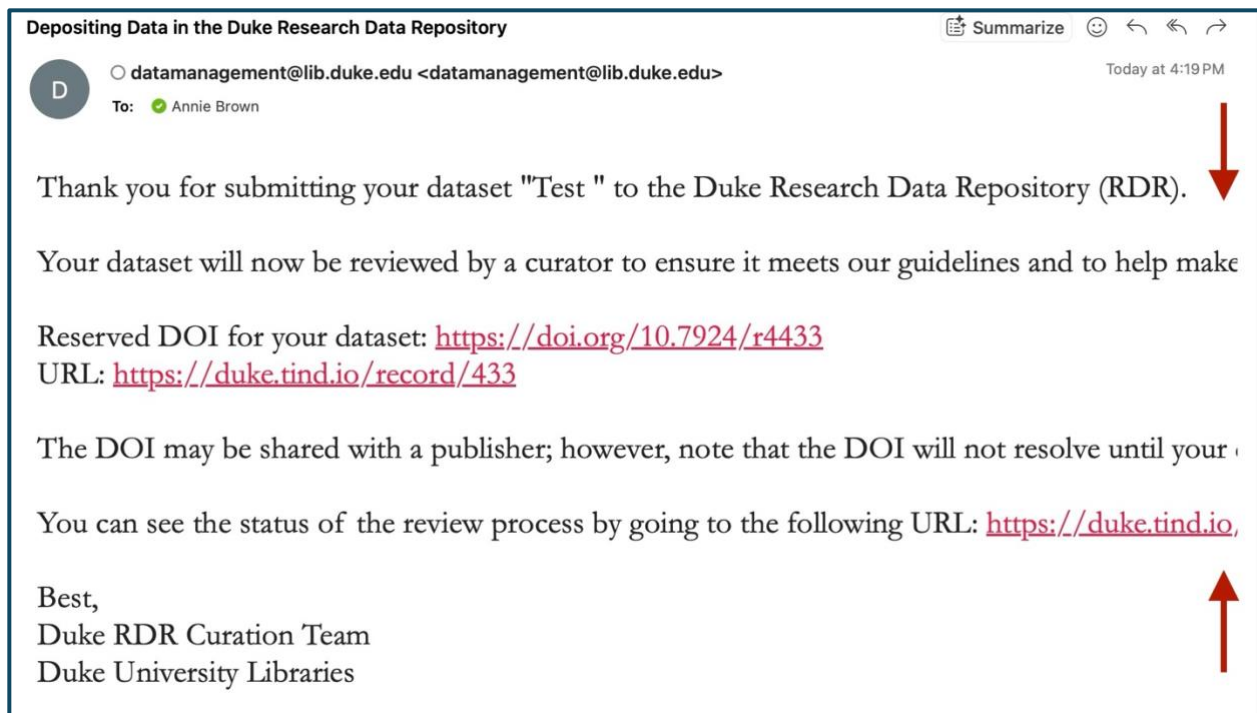 Depositing Data in the Duke Research Data Repository
Summarize
D
datamanagement@lib.duke.edu <datamanagement@lib.duke.edu>
Today at 4:19 PM
To: Annie Brown
Thank you for submitting your dataset "Test " to the Duke Research Data Repository (RDR).
Your dataset will now be reviewed by a curator to ensure it meets our guidelines and to help make
Reserved DOI for your dataset: https://doi.org/10.7924/r4433
URL: https://duke.tind.io/record/433
The DOI may be shared with a publisher; however, note that the DOI will not resolve until your
You can see the status of the review process by going to the following URL: https://duke.tind.io/
Best,
Duke RDR Curation Team
Duke University Libraries